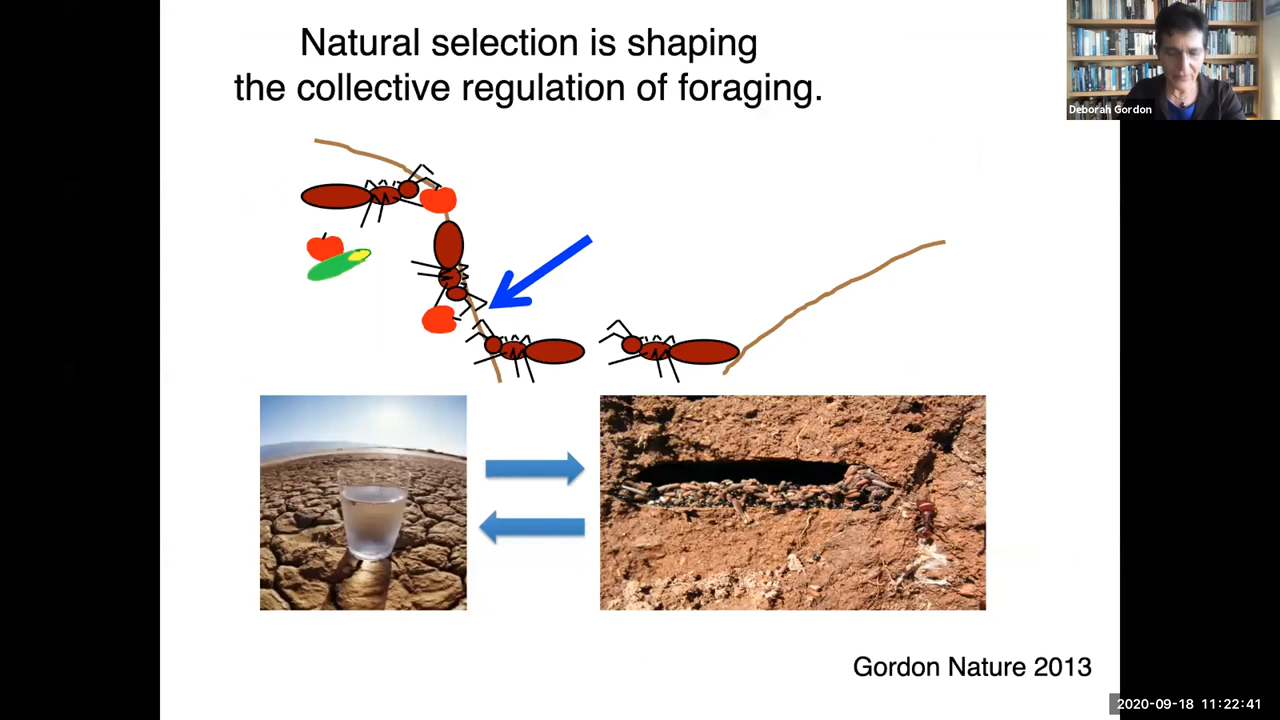 Natural selection is shaping
the collective regulation of foraging.
Deborah Gordon
Gordon Nature 2013
2020-09-18 11:22:41